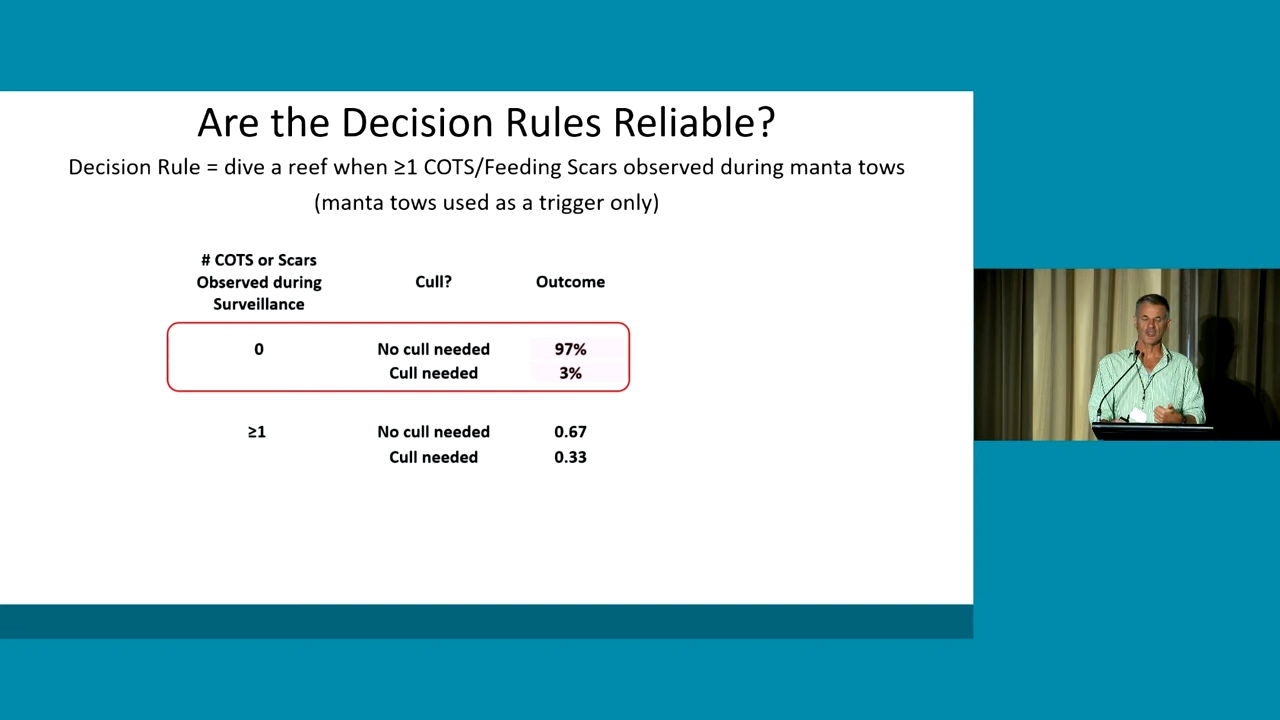 Are the Decision Rules Reliable?
Decision Rule = dive a reef when ≥1 COTS/Feeding Scars observed during manta tows
(manta tows used as a trigger only)
# COTS or Scars
Observed during
Surveillance
Cull?
Outcome
0
No cull needed
97%
Cull needed
3%
≥1
No cull needed
0.67
Cull needed
0.33